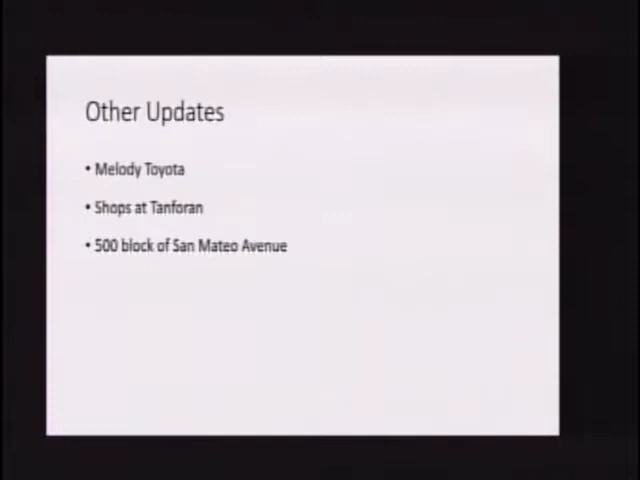 Other Updates
• Melody Toyota
• Shops at Tanforan
• 500 block of San Mateo Avenue